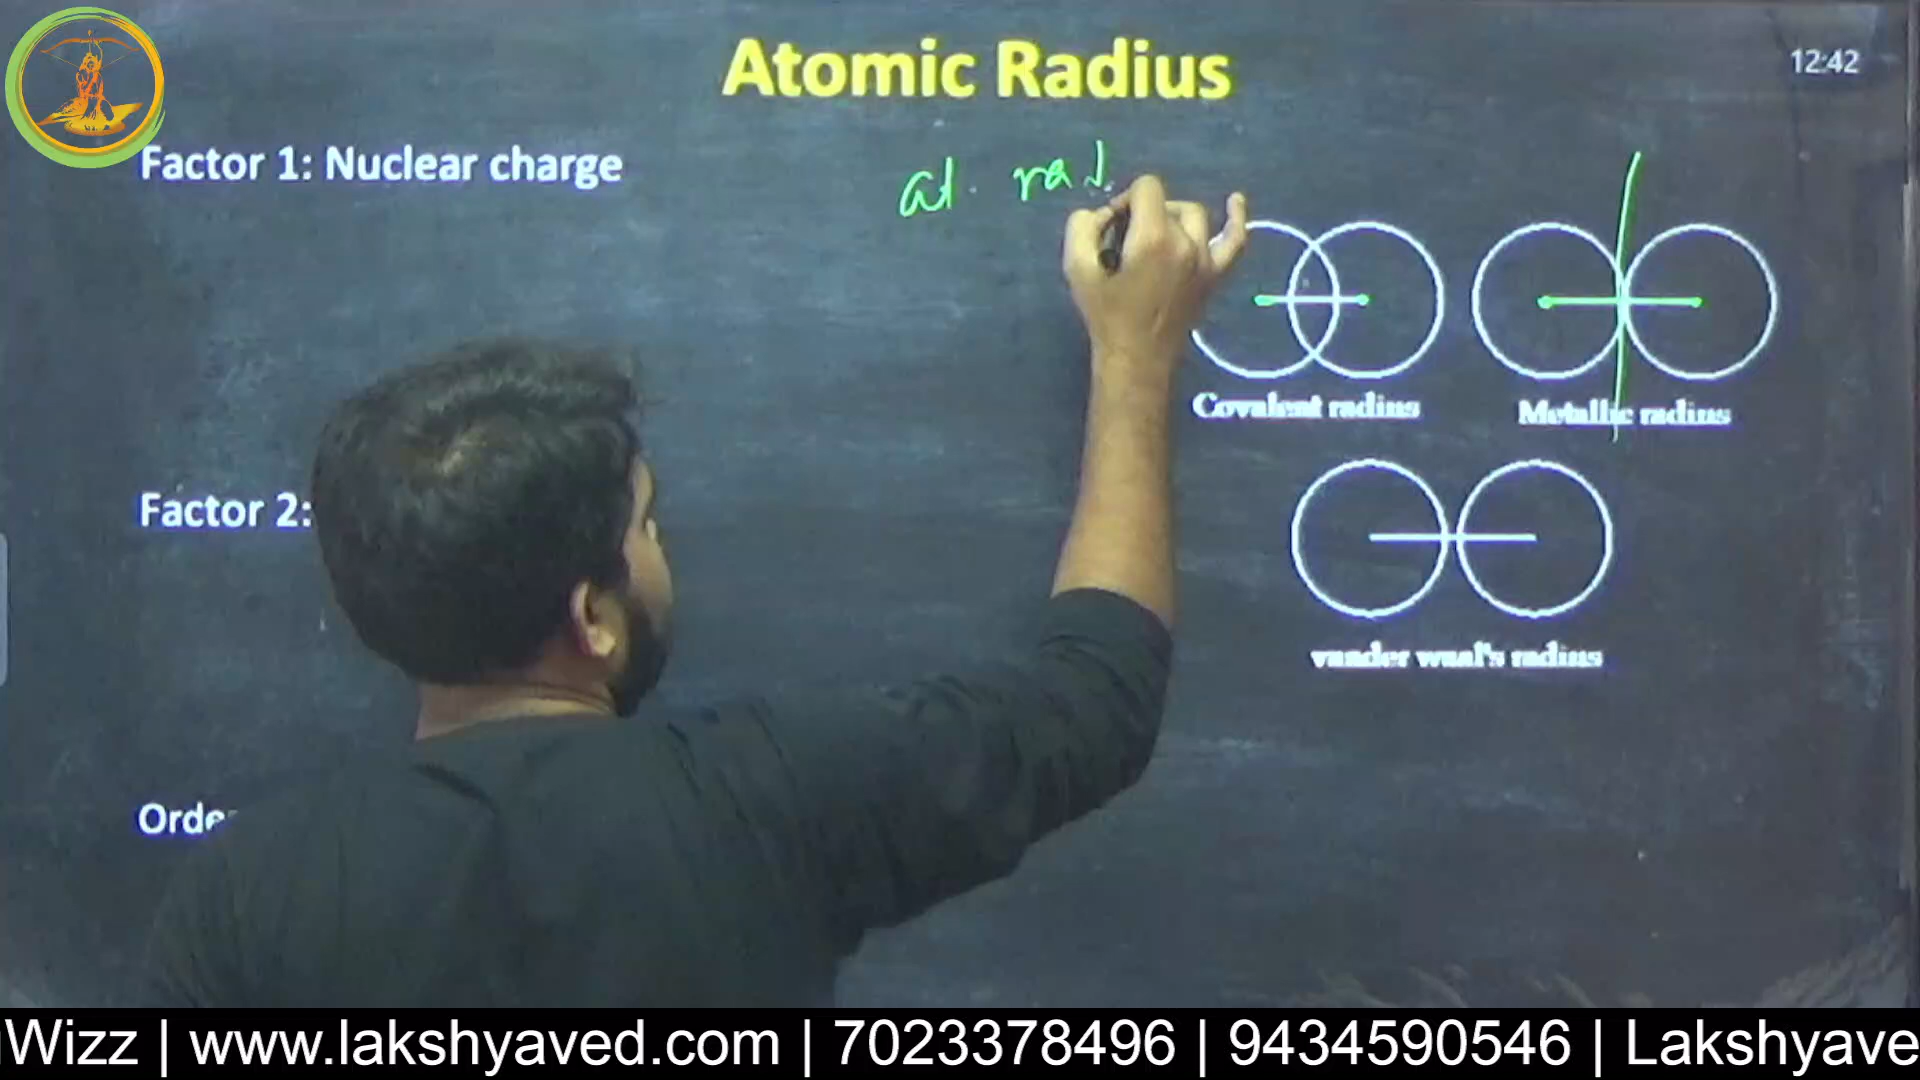 Atomic Radius
12:42
Factor 1: Nuclear charge
at. rad.
Covalent radius
Metallic radius
Factor 2:
vander waal's radius
Orde
Wizz | www.lakshyaved.com | 7023378496 | 9434590546 | Lakshyave